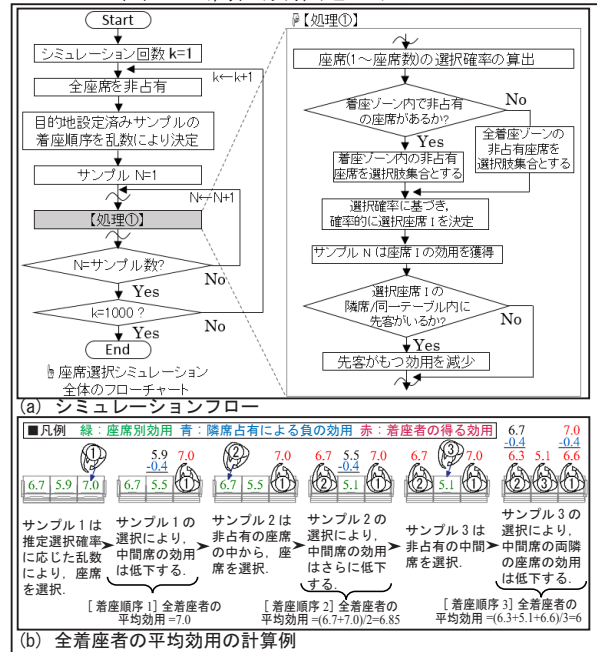 Start
シミュレーション回数 k=1
k←k+1
全座席を非占有
目的地設定済みサンプルの
着座順序を乱数により決定
サンプル N=1
N←N+1
【処理①】
N=サンプル数?
Yes
No
k=1000 ?
Yes
No
End
座席選択シミュレーション
全体のフローチャート
【処理①】
座席(1～座席数)の選択確率の算出
着座ゾーン内で非占有
の座席があるか?
No
Yes
全着座ゾーンの
非占有座席を
選択肢集合とする
着座ゾーン内の非占有
座席を選択肢集合とする
選択確率に基づき,
確率的に選択座席 I を決定
サンプル N は座席 I の効用を獲得
選択座席 I の
隣席/同一テーブル内に
先客がいるか?
No
Yes
先客がもつ効用を減少
(a) シミュレーションフロー
■凡例 緑：座席別効用 青：隣席占有による負の効用 赤：着座者の得る効用
①
6.7 5.9 7.0
5.9 7.0
-0.4
6.7 5.5 ①
② 7.0
6.7 5.5 ①
6.7 5.5 7.0
-0.4
② 5.1 ①
6.7 ③ 7.0
② 5.1 ①
6.7 7.0
-0.4 -0.4
6.3 5.1 6.6
② ③ ①
サンプル 1 は
推定選択確率
に応じた乱数
により, 座席
を選択.
サンプル 1 の
選択により,
中間席の効用
は低下する.
サンプル 2 は
非占有の座席
の中から, 座
席を選択.
サンプル 2 の
選択により,
中間席の効用
はさらに低下
する.
サンプル 3 は
非占有の中間
席を選択.
サンプル 3 の
選択により,
中間席の両隣
の座席の効用
は低下する.
[ 着座順序 1] 全着座者の
平均効用 =7.0
[ 着座順序 2] 全着座者の
平均効用 =(6.7+7.0)/2=6.85
[ 着座順序 3] 全着座者の
平均効用 =(6.3+5.1+6.6)/3=6
(b) 全着座者の平均効用の計算例